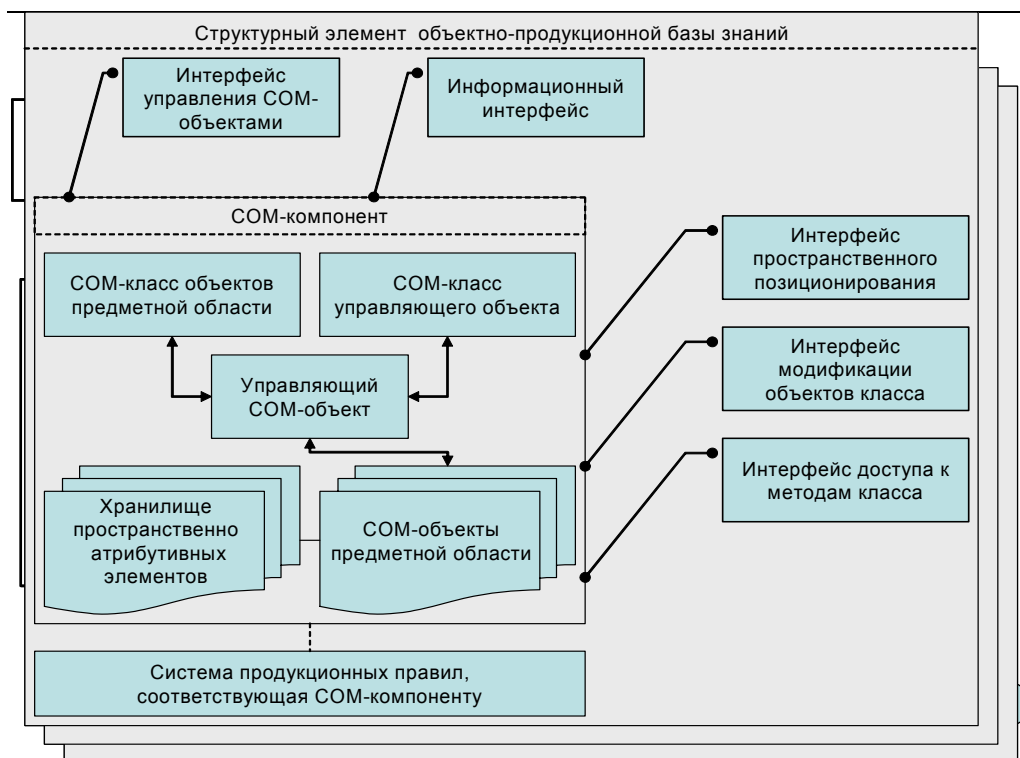 Структурный элемент объектно-продукционной базы знаний
Интерфейс
управления COM-
объектами
Информационный
интерфейс
COM-компонент
COM-класс объектов
предметной области
COM-класс
управляющего объекта
Управляющий
COM-объект
Хранилище
пространственно
атрибутивных
элементов
COM-объекты
предметной области
Интерфейс
пространственного
позиционирования
Интерфейс
модификации
объектов класса
Интерфейс доступа к
методам класса
Система продукционных правил,
соответствующая COM-компоненту